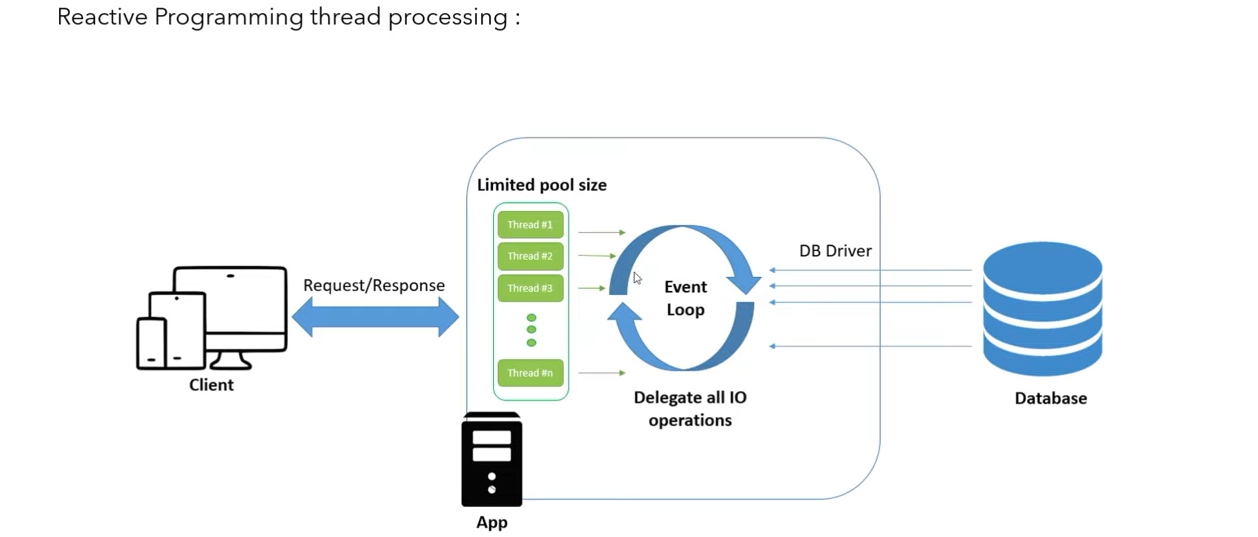 Reactive Programming thread processing :
Limited pool size
Thread #1
Thread #2
Thread #3
Thread #n
Request/Response
Client
Event
Loop
Delegate all IO
operations
DB Driver
Database
App